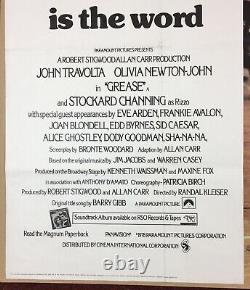 is the word
PARAMOUNT PICTURES PRESENTS
A ROBERT STIGWOOD/ALLAN CARR PRODUCTION
JOHN TRAVOLTA OLIVIA NEWTON-JOHN
in "GREASE"
and STOCKARD CHANNING as Rizzo
with special guest appearances by EVE ARDEN, FRANKIE AVALON,
JOAN BLONDELL, EDD BYRNES, SID CAESAR,
ALICE GHOSTLEY, DODY GOODMAN, SHA-NA-NA,
Screenplay by BRONTE WOODARD Adaptation by ALLAN CARR
Based on the original musical by JIM JACOBS and WARREN CASEY
Produced on the Broadway Stage by KENNETH WAISSMAN and MAXINE FOX
in association with ANTHONY D'AMATO Choreography PATRICIA BIRCH
Produced by ROBERT STIGWOOD and ALLAN CARR Directed by RANDAL KLEISER
Original title song by BARRY GIBB A PARAMOUNT PICTURE
Soundtrack Album available on RSO Records & Tapes
Read the Magnum Paperback PANAVISION PARAMOUNT PICTURES CORPORATION
DISTRIBUTED BY CINEMA INTERNATIONAL CORPORATION